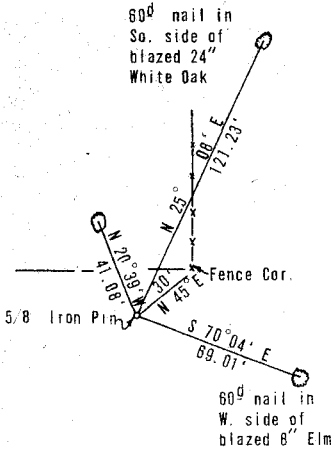 60d nail in
So. side of
blazed 24"
White Oak
N 25° 08' E
121.23'
N 20°39' W
41.08'
30'
N 45° E
Fence Cor.
5/8 Iron Pin
S 70°04' E
69.01'
60d nail in
W. side of
blazed 8" Elm